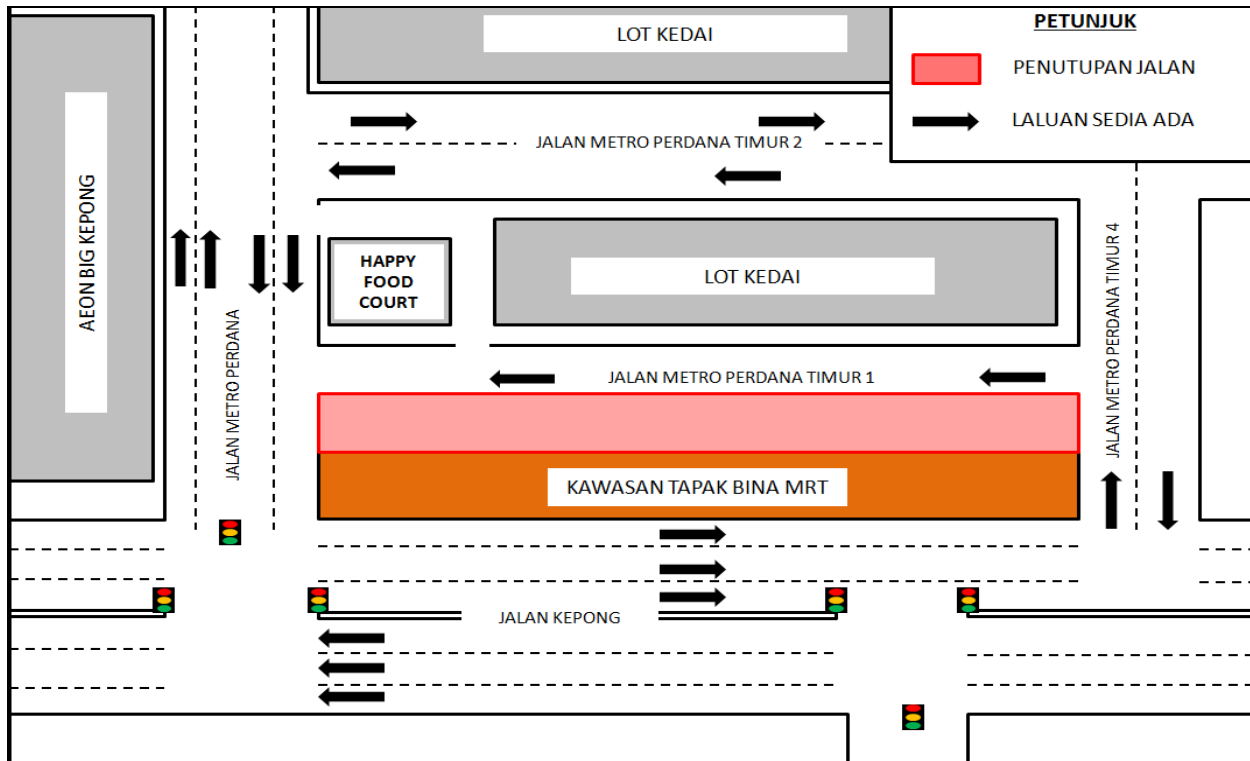 LOT KEDAI
PETUNJUK
PENUTUPAN JALAN
LALUAN SEDIA ADA
JALAN METRO PERDANA TIMUR 2
AEON BIG KEPONG
HAPPY
FOOD
COURT
LOT KEDAI
JALAN METRO PERDANA TIMUR 4
JALAN METRO PERDANA
JALAN METRO PERDANA TIMUR 1
KAWASAN TAPAK BINA MRT
JALAN KEPONG